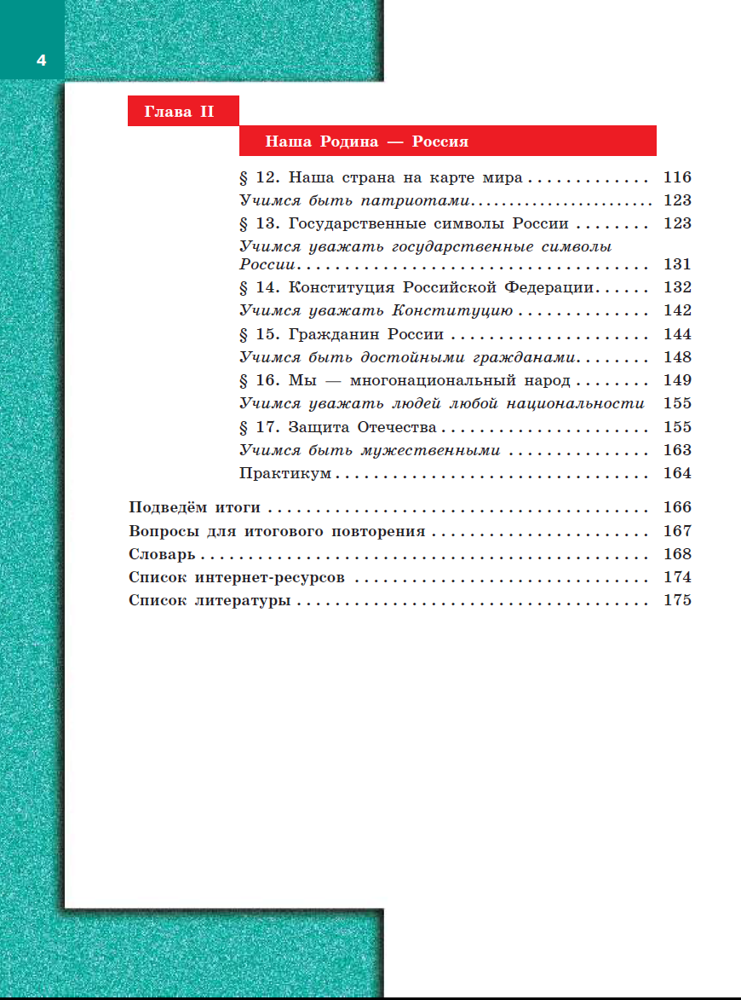 4
Глава II
Наша Родина — Россия
§ 12. Наша страна на карте мира . . . . . . . . . . . . . 116
Учимся быть патриотами. . . . . . . . . . . . . . . . . . . . . . . . 123
§ 13. Государственные символы России . . . . . . . . 123
Учимся уважать государственные символы
России. . . . . . . . . . . . . . . . . . . . . . . . . . . . . . . . . . . . . 131
§ 14. Конституция Российской Федерации. . . . . . 132
Учимся уважать Конституцию . . . . . . . . . . . . . . 142
§ 15. Гражданин России . . . . . . . . . . . . . . . . . . . . . 144
Учимся быть достойными гражданами. . . . . . . . 148
§ 16. Мы — многонациональный народ . . . . . . . . 149
Учимся уважать людей любой национальности 155
§ 17. Защита Отечества . . . . . . . . . . . . . . . . . . . . . . 155
Учимся быть мужественными . . . . . . . . . . . . . . . 163
Практикум . . . . . . . . . . . . . . . . . . . . . . . . . . . . . . . . . 164
Подведём итоги . . . . . . . . . . . . . . . . . . . . . . . . . . . . . . . . . . . . . . . . 166
Вопросы для итогового повторения . . . . . . . . . . . . . . . . . . . . . . . 167
Словарь . . . . . . . . . . . . . . . . . . . . . . . . . . . . . . . . . . . . . . . . . . . . . . . 168
Список интернет-ресурсов . . . . . . . . . . . . . . . . . . . . . . . . . . . . . . . 174
Список литературы . . . . . . . . . . . . . . . . . . . . . . . . . . . . . . . . . . . . . 175